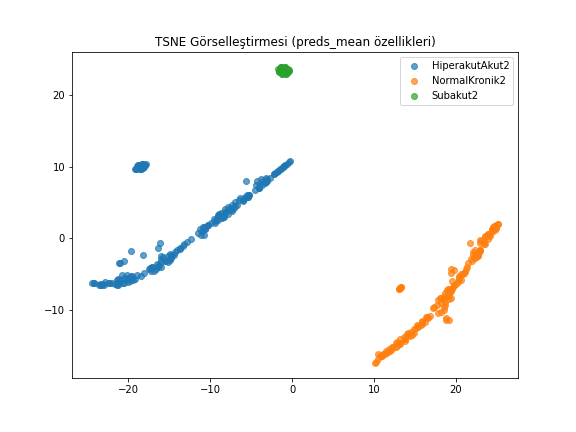 TSNE Görselleştirmesi (preds_mean özellikleri)
HiperakutAkut2
NormalKronik2
Subakut2
20
10
0
−10
−20
−10
0
10
20